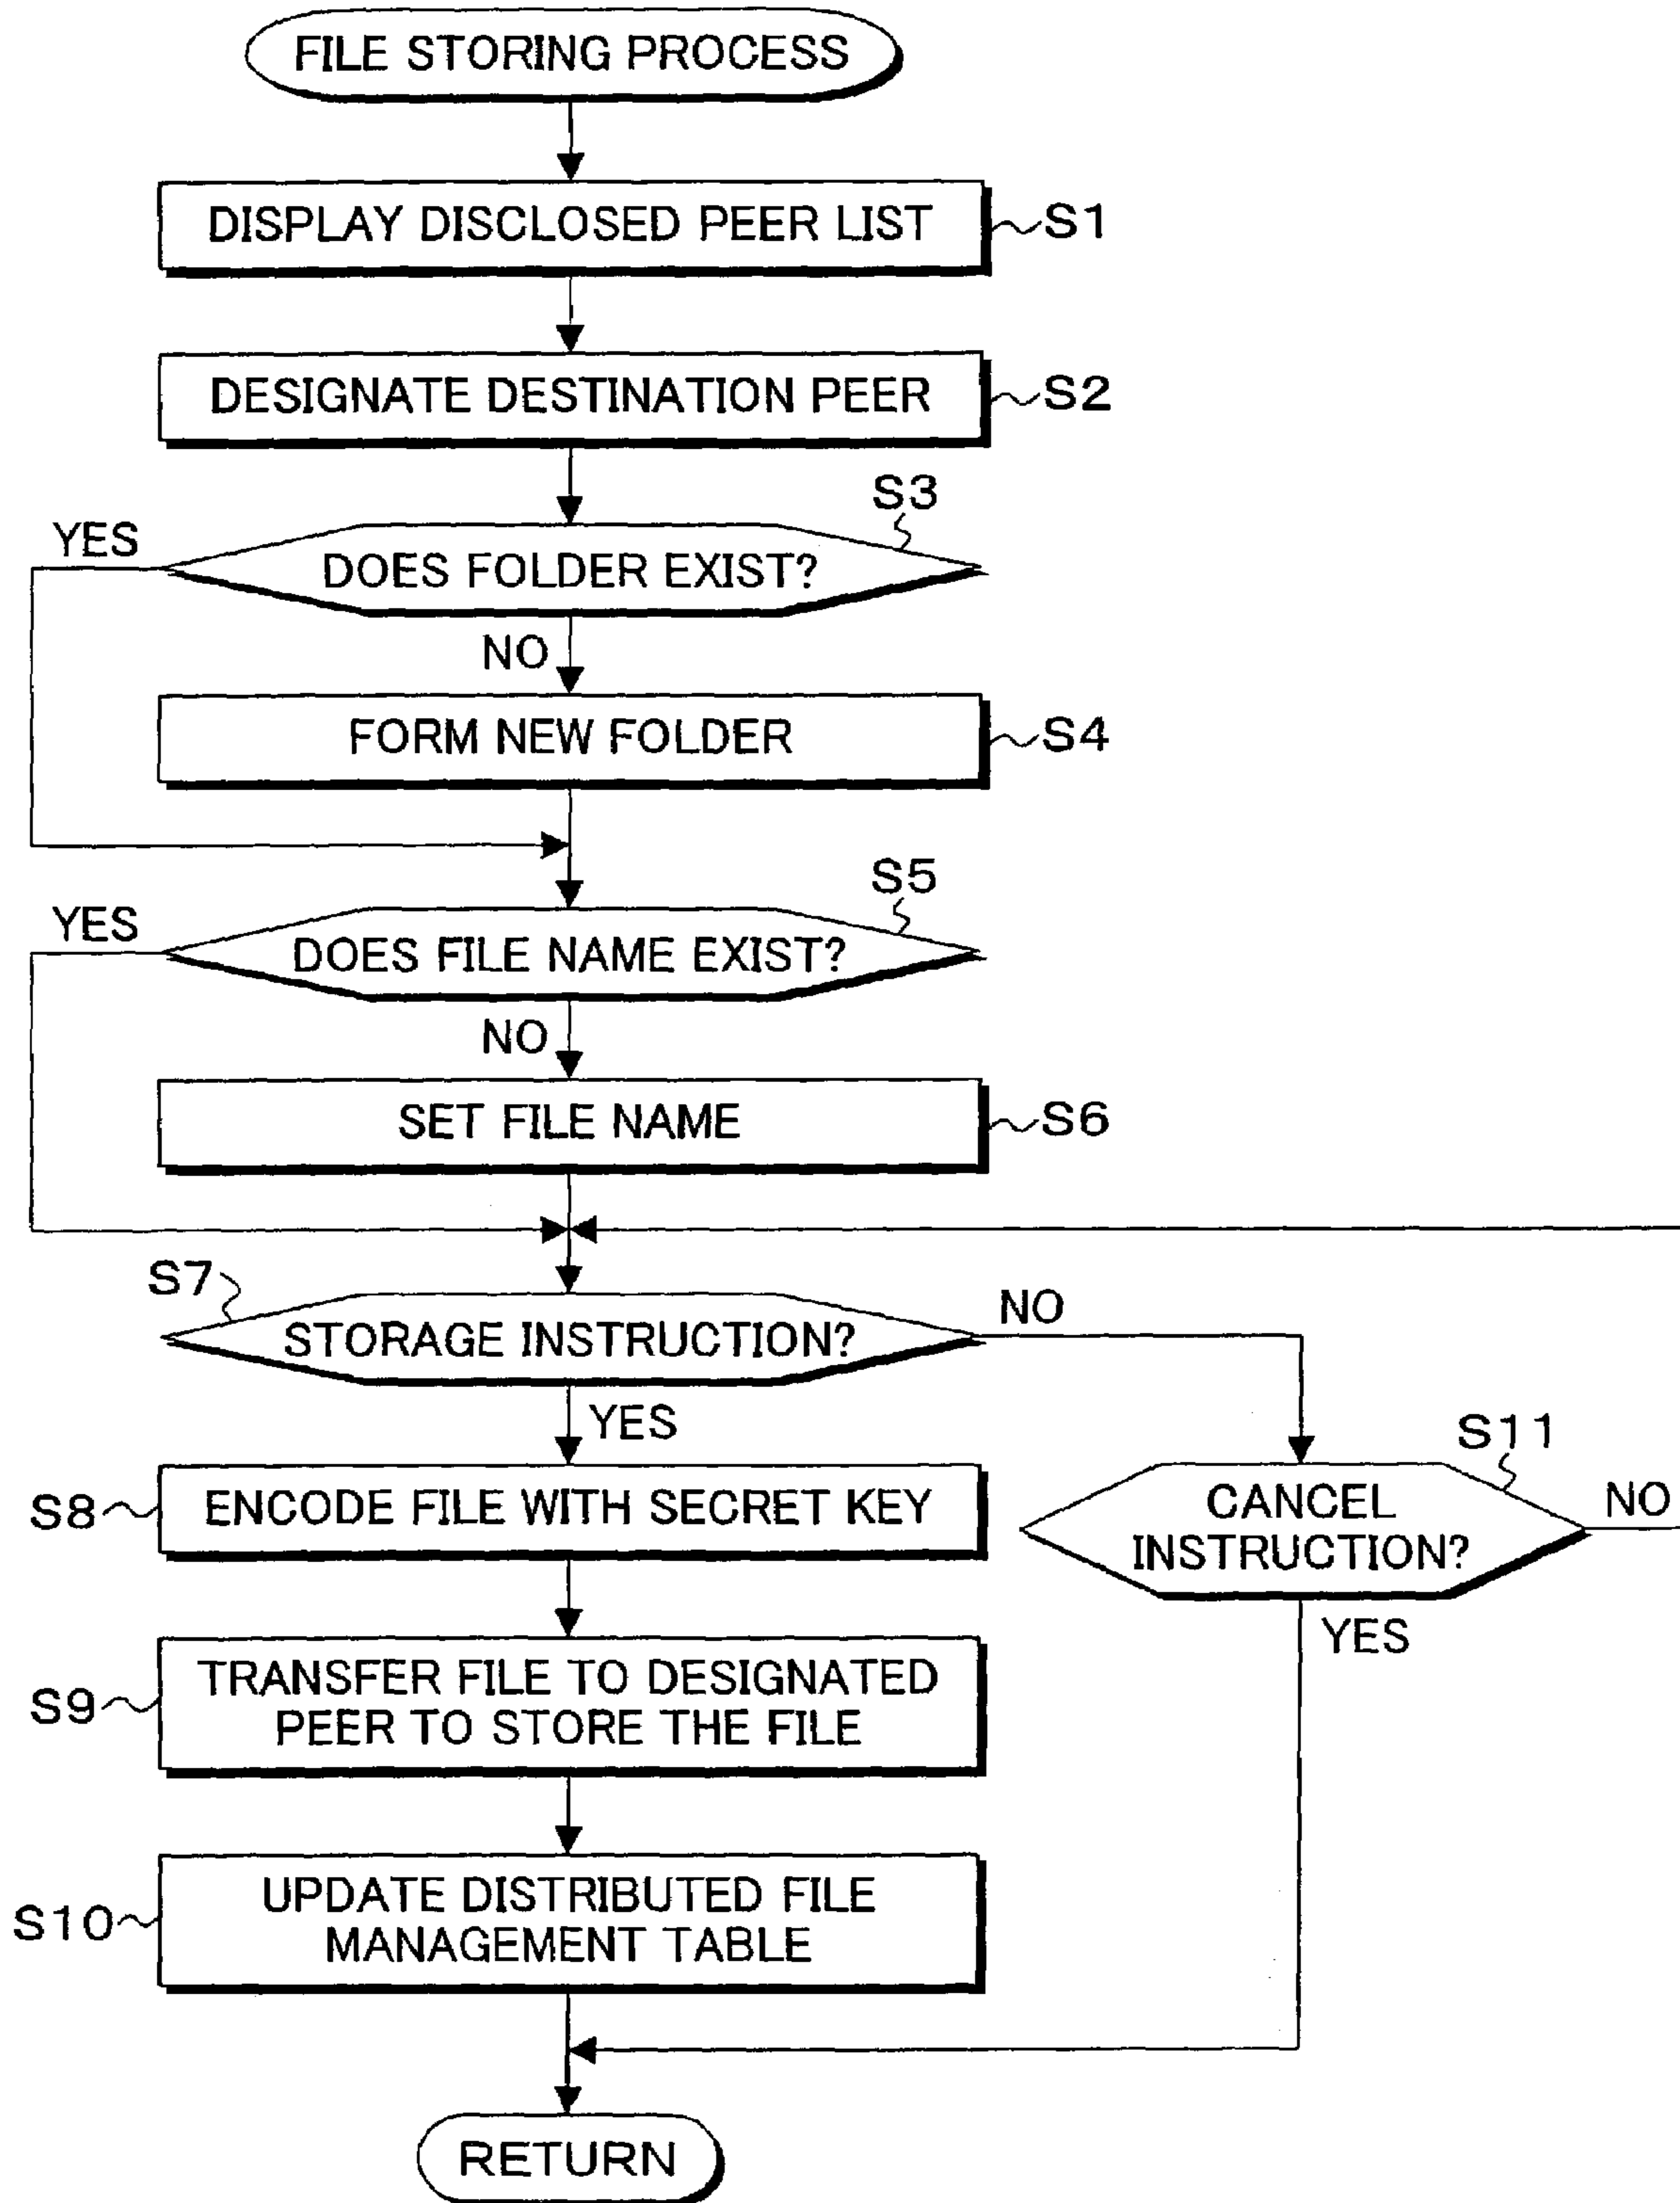 FILE STORING PROCESS
DISPLAY DISCLOSED PEER LIST
S1
DESIGNATE DESTINATION PEER
S2
S3
YES
DOES FOLDER EXIST?
NO
FORM NEW FOLDER
S4
S5
YES
DOES FILE NAME EXIST?
NO
SET FILE NAME
S6
S7
STORAGE INSTRUCTION?
NO
YES
S11
S8
ENCODE FILE WITH SECRET KEY
CANCEL
INSTRUCTION?
NO
YES
S9
TRANSFER FILE TO DESIGNATED
PEER TO STORE THE FILE
S10
UPDATE DISTRIBUTED FILE
MANAGEMENT TABLE
RETURN